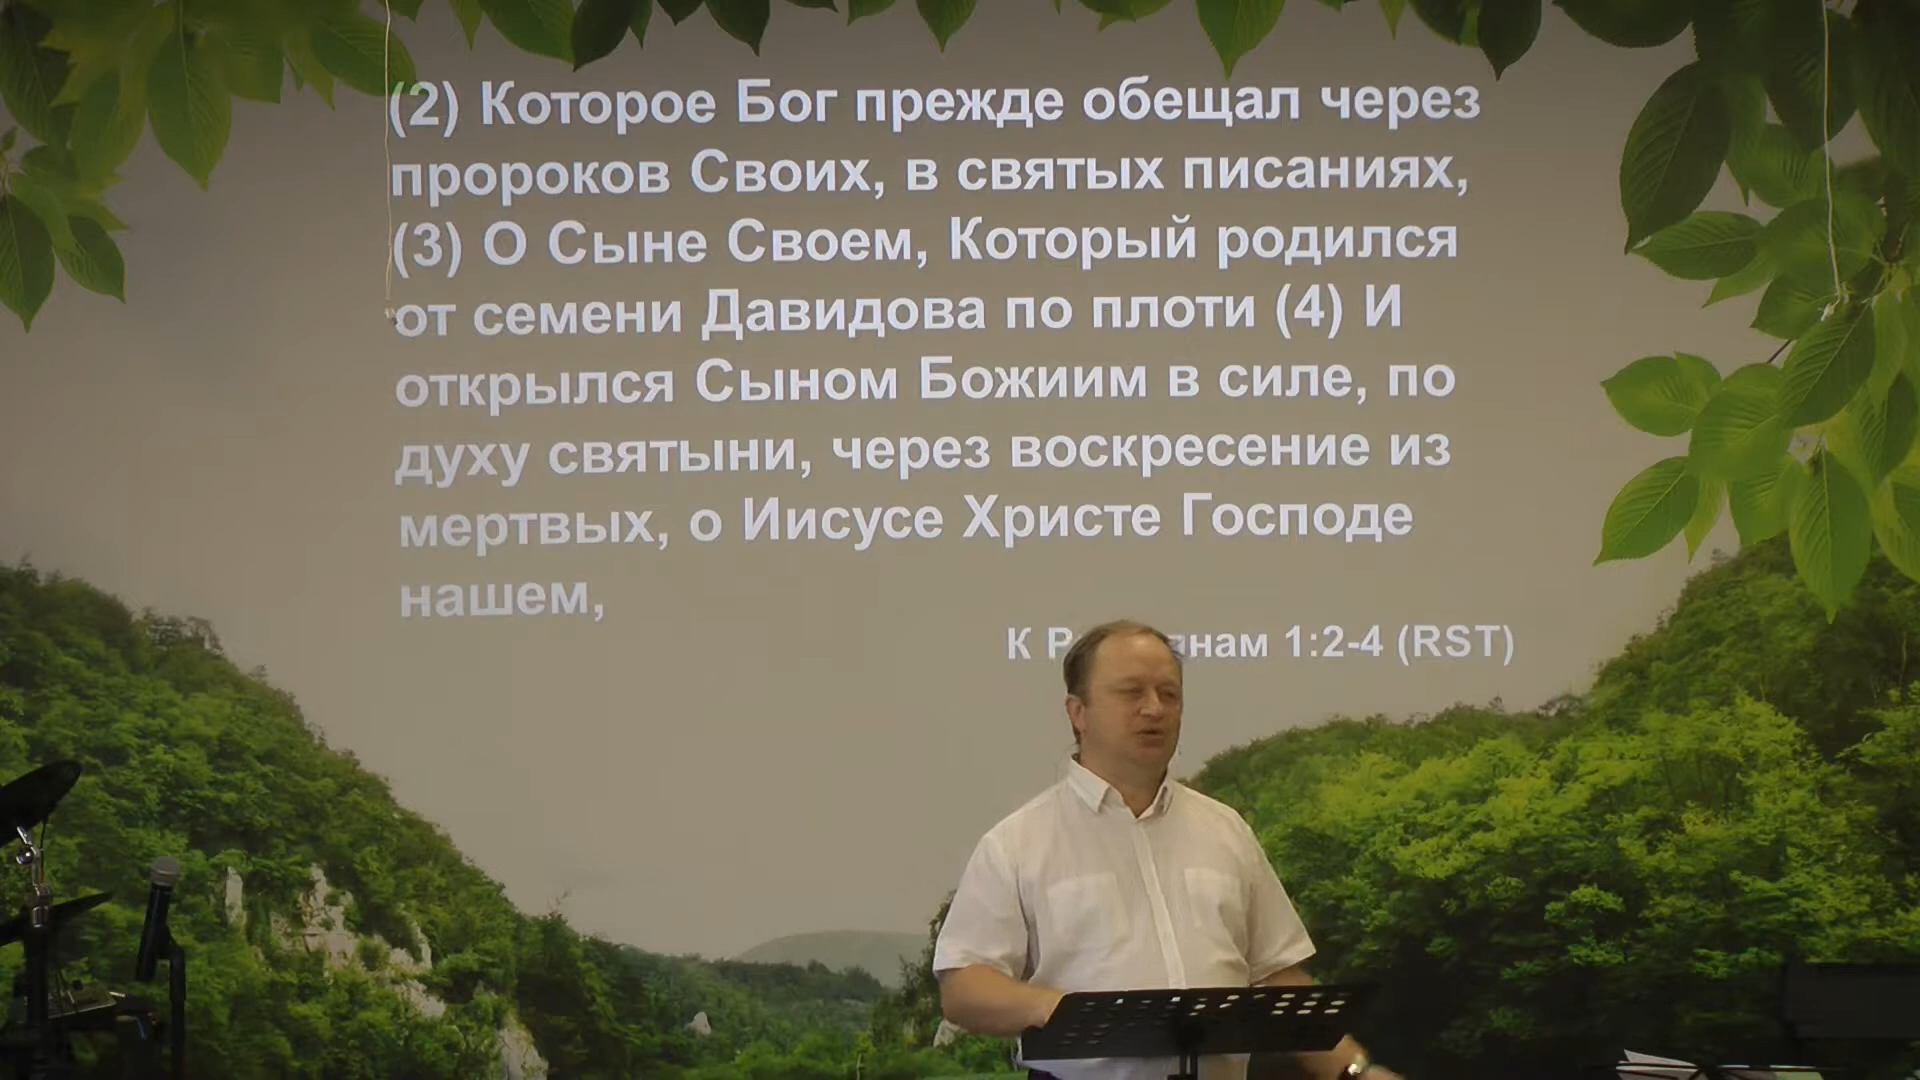 (2) Которое Бог прежде обещал через
пророков Своих, в святых писаниях,
(3) О Сыне Своем, Который родился
от семени Давидова по плоти (4) И
открылся Сыном Божиим в силе, по
духу святыни, через воскресение из
мертвых, о Иисусе Христе Господе
нашем,
К 1:2-4 (RST)